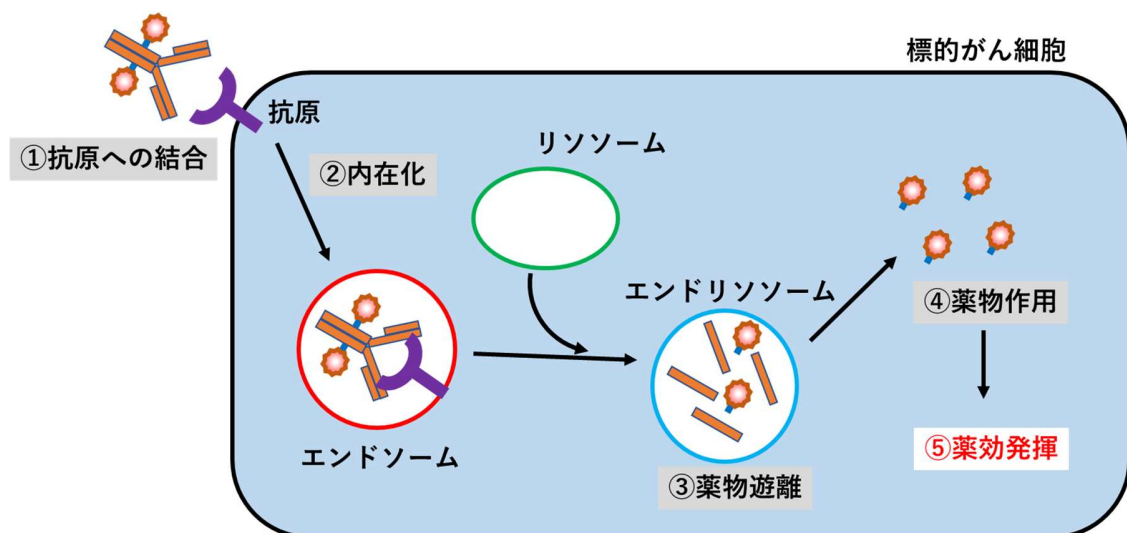 標的がん細胞
抗原
①抗原への結合
②内在化
リソソーム
エンドソーム
エンドリソソーム
③薬物遊離
④薬物作用
⑤薬効発揮